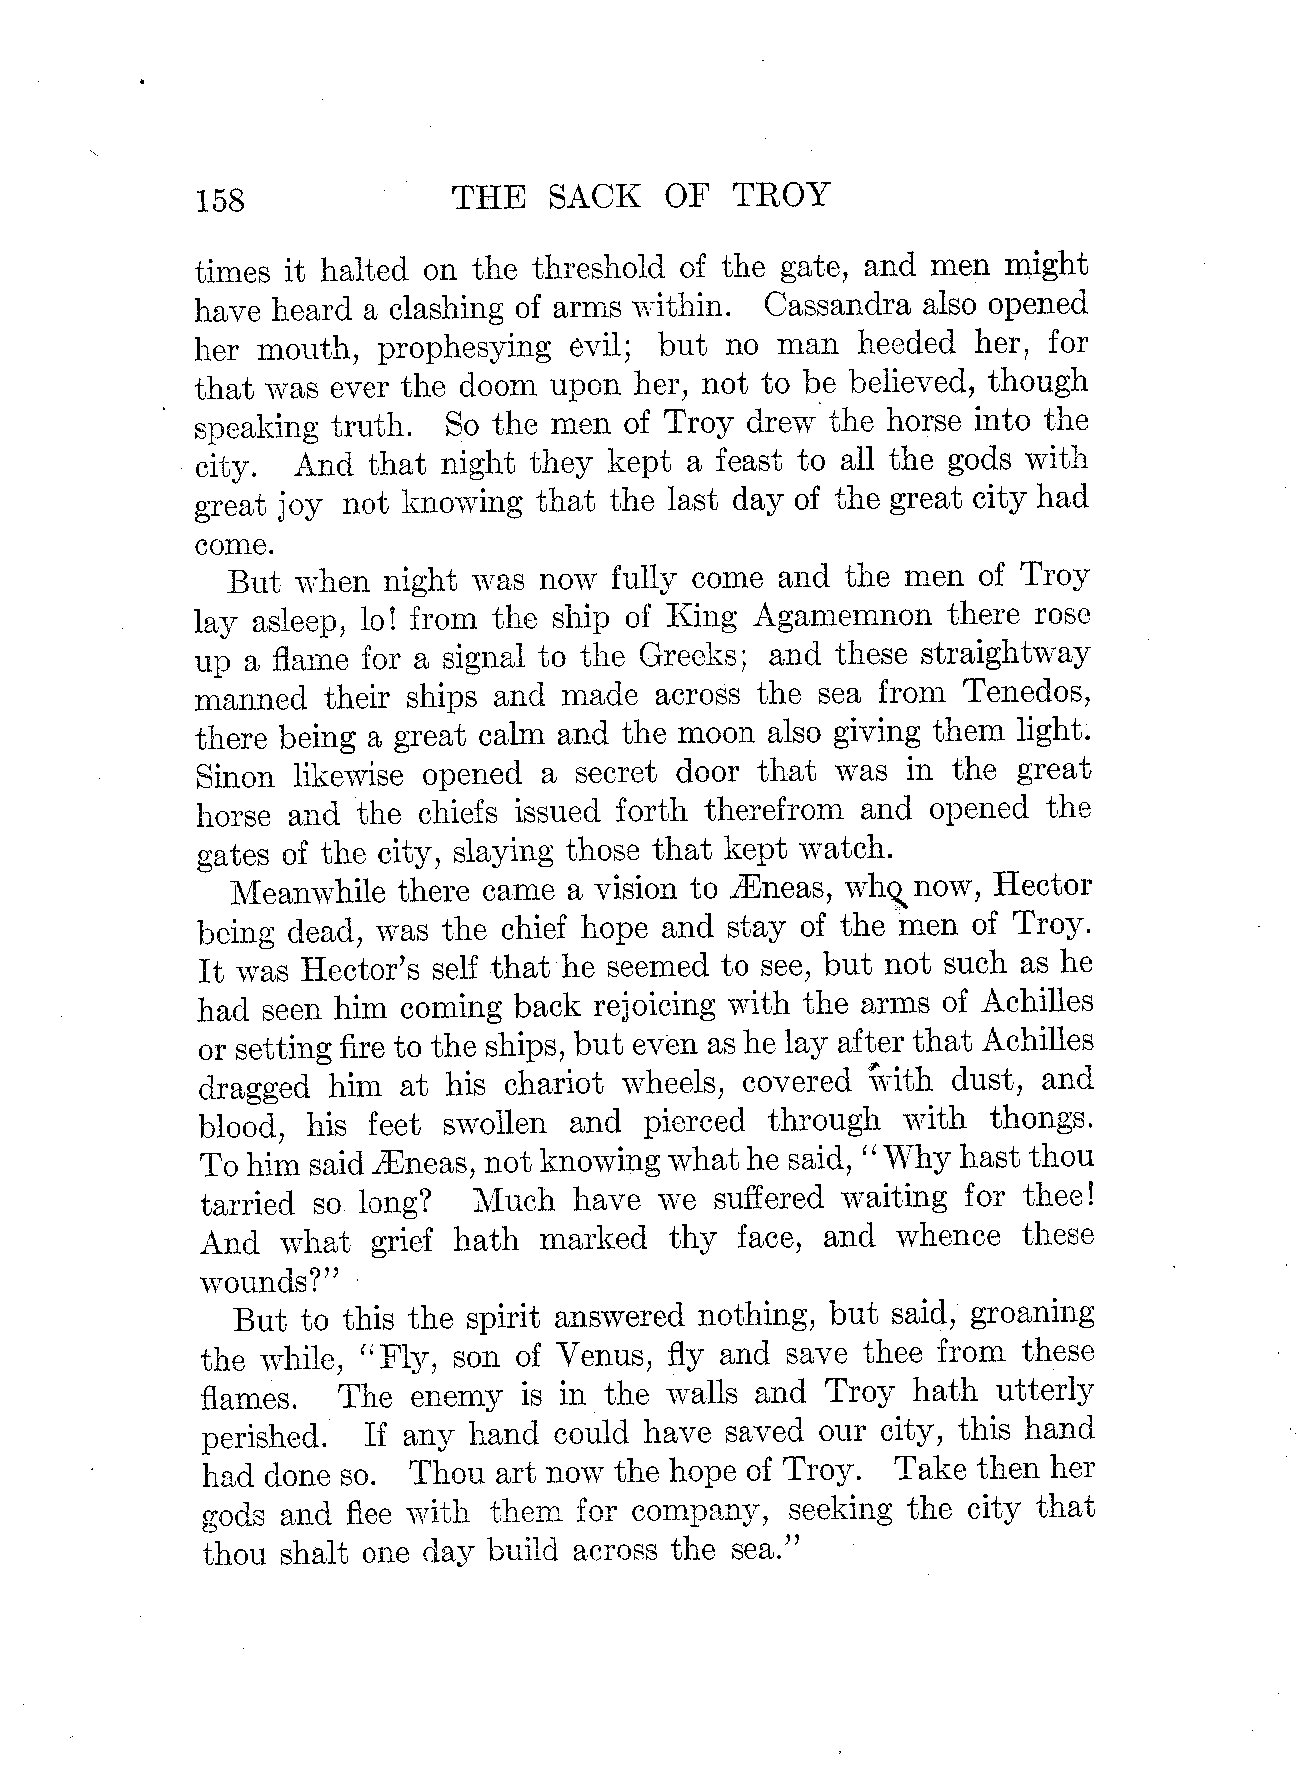 158 THE SACK OF TROY
times it halted on the threshold of the gate, and men might
have heard a clashing of arms within. Cassandra also opened
her mouth, prophesying evil; but no man heeded her, for
that was ever the doom upon her, not to be believed, though
speaking truth. So the men of Troy drew the horse into the
city. And that night they kept a feast to all the gods with
great joy not knowing that the last day of the great city had
come.
But when night was now fully come and the men of Troy
lay asleep, lo! from the ship of King Agamemnon there rose
up a flame for a signal to the Greeks; and these straightway
manned their ships and made across the sea from Tenedos,
there being a great calm and the moon also giving them light.
Sinon likewise opened a secret door that was in the great
horse and the chiefs issued forth therefrom and opened the
gates of the city, slaying those that kept watch.
Meanwhile there came a vision to Æneas, who now, Hector
being dead, was the chief hope and stay of the men of Troy.
It was Hector's self that he seemed to see, but not such as he
had seen him coming back rejoicing with the arms of Achilles
or setting fire to the ships, but even as he lay after that Achilles
dragged him at his chariot wheels, covered with dust, and
blood, his feet swollen and pierced through with thongs.
To him said Æneas, not knowing what he said, "Why hast thou
tarried so long? Much have we suffered waiting for thee!
And what grief hath marked thy face, and whence these
wounds?"
But to this the spirit answered nothing, but said, groaning
the while, "Fly, son of Venus, fly and save thee from these
flames. The enemy is in the walls and Troy hath utterly
perished. If any hand could have saved our city, this hand
had done so. Thou art now the hope of Troy. Take then her
gods and flee with them for company, seeking the city that
thou shalt one day build across the sea."